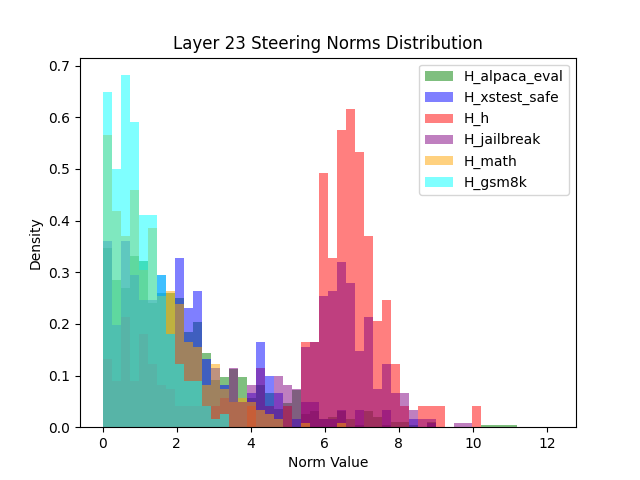 Layer 23 Steering Norms Distribution
H_alpaca_eval
H_xstest_safe
H_h
H_jailbreak
H_math
H_gsm8k
Density
0.7
0.6
0.5
0.4
0.3
0.2
0.1
0.0
0 2 4 6 8 10 12
Norm Value